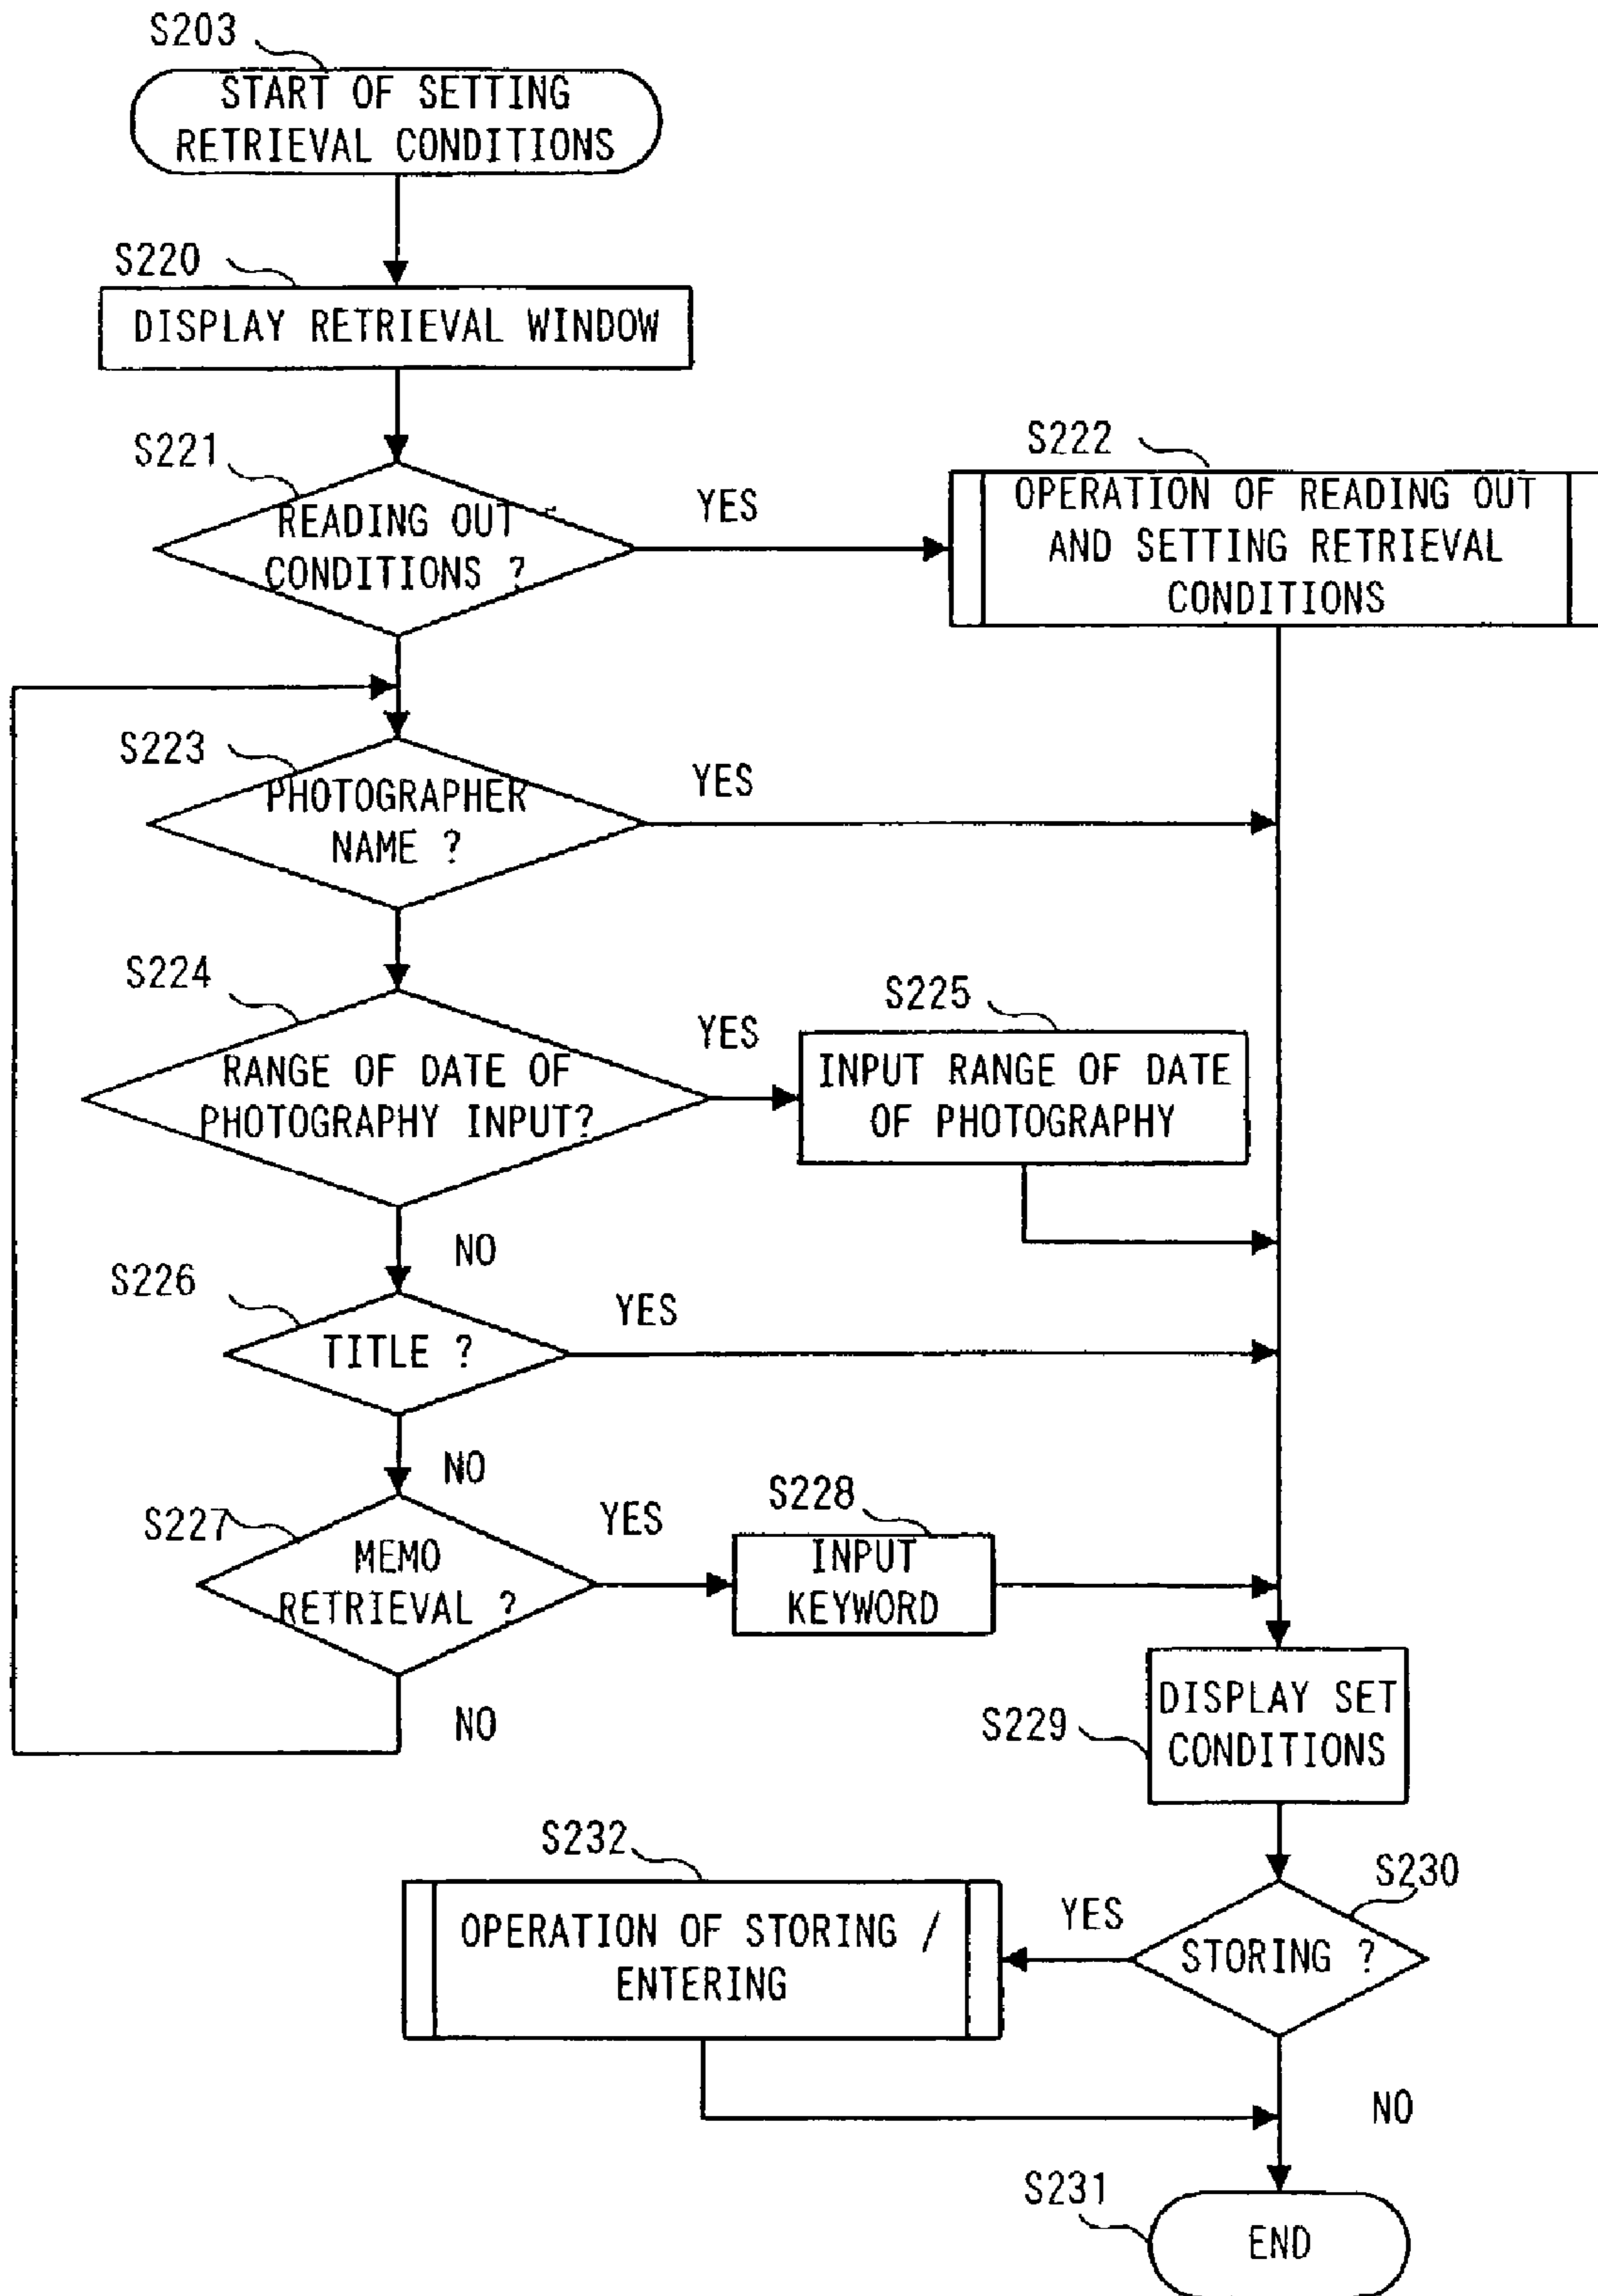 S203
START OF SETTING
RETRIEVAL CONDITIONS
S220
DISPLAY RETRIEVAL WINDOW
S221
READING OUT
CONDITIONS ?
YES
S222
OPERATION OF READING OUT
AND SETTING RETRIEVAL
CONDITIONS
S223
PHOTOGRAPHER
NAME ?
YES
S224
RANGE OF DATE OF
PHOTOGRAPHY INPUT?
YES
S225
INPUT RANGE OF DATE
OF PHOTOGRAPHY
NO
S226
TITLE ?
YES
NO
S227
MEMO
RETRIEVAL ?
YES
S228
INPUT
KEYWORD
NO
S229
DISPLAY SET
CONDITIONS
S230
STORING ?
YES
S232
OPERATION OF STORING /
ENTERING
NO
S231
END